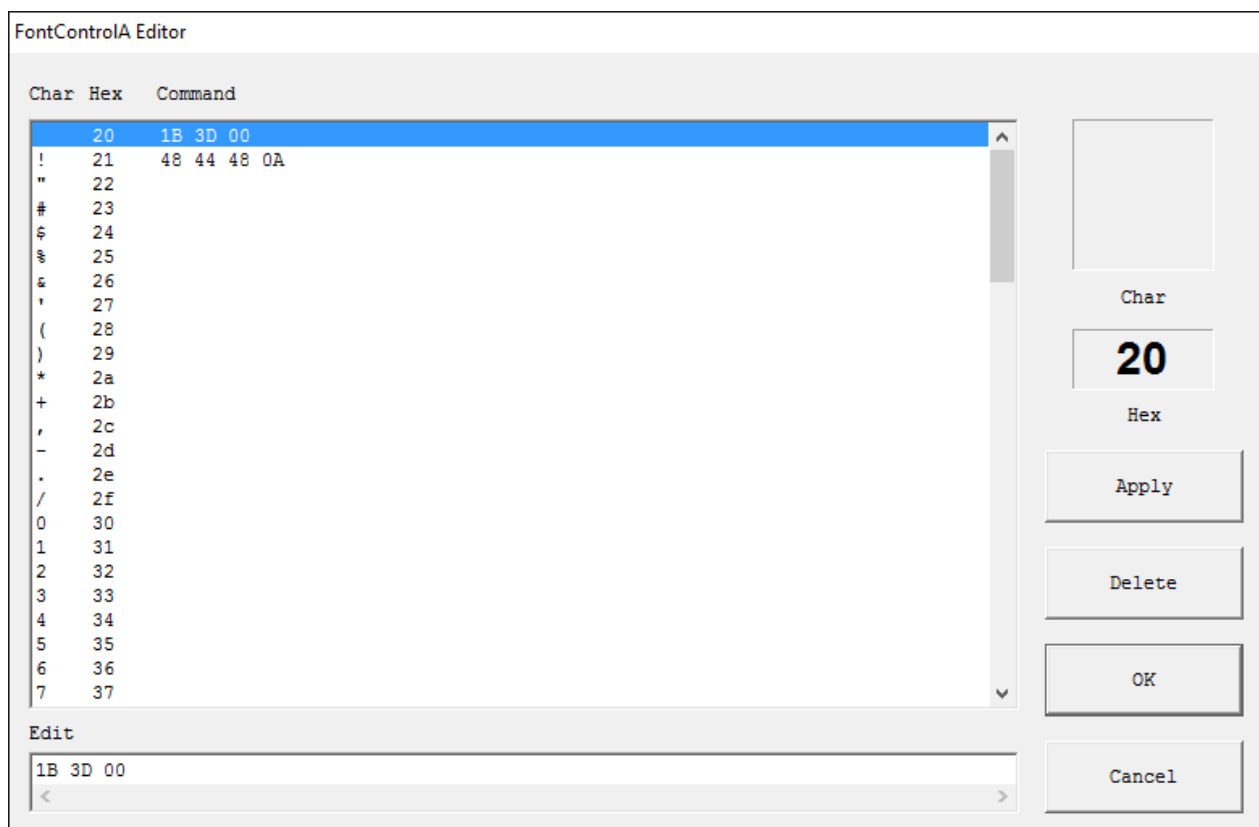 FontControlA Editor
Char Hex Command
20 1B 3D 00
! 21 48 44 48 0A
" 22
# 23
$ 24
% 25
& 26
' 27
( 28
) 29
* 2a
+ 2b
, 2c
- 2d
. 2e
/ 2f
0 30
1 31
2 32
3 33
4 34
5 35
6 36
7 37
Char
20
Hex
Apply
Delete
OK
Cancel
Edit
1B 3D 00